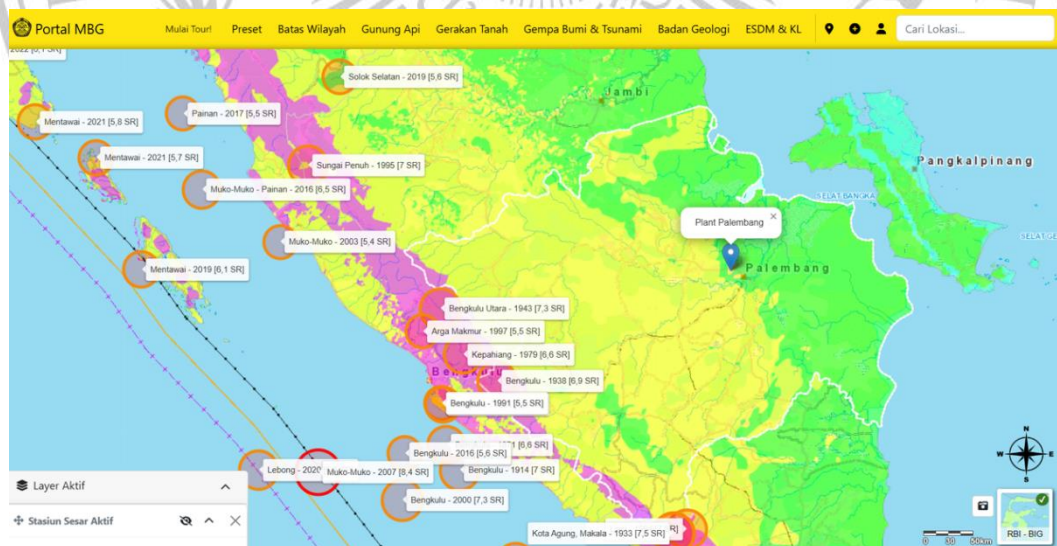 Portal MBG
Mulai Tour! Preset Batas Wilayah Gunung Api Gerakan Tanah Gempa Bumi & Tsunami Badan Geologi ESDM & KL
Cari Lokasi...
Solok Selatan - 2019 [5,6 SR]
Jambi
Painan - 2017 [5,5 SR]
Mentawai - 2021 [5,8 SR]
Mentawai - 2021 [5,7 SR]
Sungai Penuh - 1995 [7 SR]
Pangkalpinang
Muko-Muko - Painan - 2016 [6,5 SR]
SELAT BANGKA
Plant Palembang
Muko-Muko - 2003 [5,4 SR]
Mentawai - 2019 [6,1 SR]
Palembang
Bengkulu Utara - 1943 [7,3 SR]
Arga Makmur - 1997 [5,5 SR]
Kepahiang - 1979 [6,6 SR]
Bengkulu - 1938 [6,9 SR]
Bengkulu - 1991 [5,5 SR]
[6,6 SR]
Bengkulu - 2016 [5,6 SR]
Lebong - 2020
Muko-Muko - 2007 [8,4 SR]
Bengkulu - 1914 [7 SR]
Layer Aktif
Bengkulu - 2000 [7,3 SR]
Stasiun Sesar Aktif
Kota Agung, Makala - 1933 [7,5 SR]
N
W E
S
0 30 60km
RBI - BIG